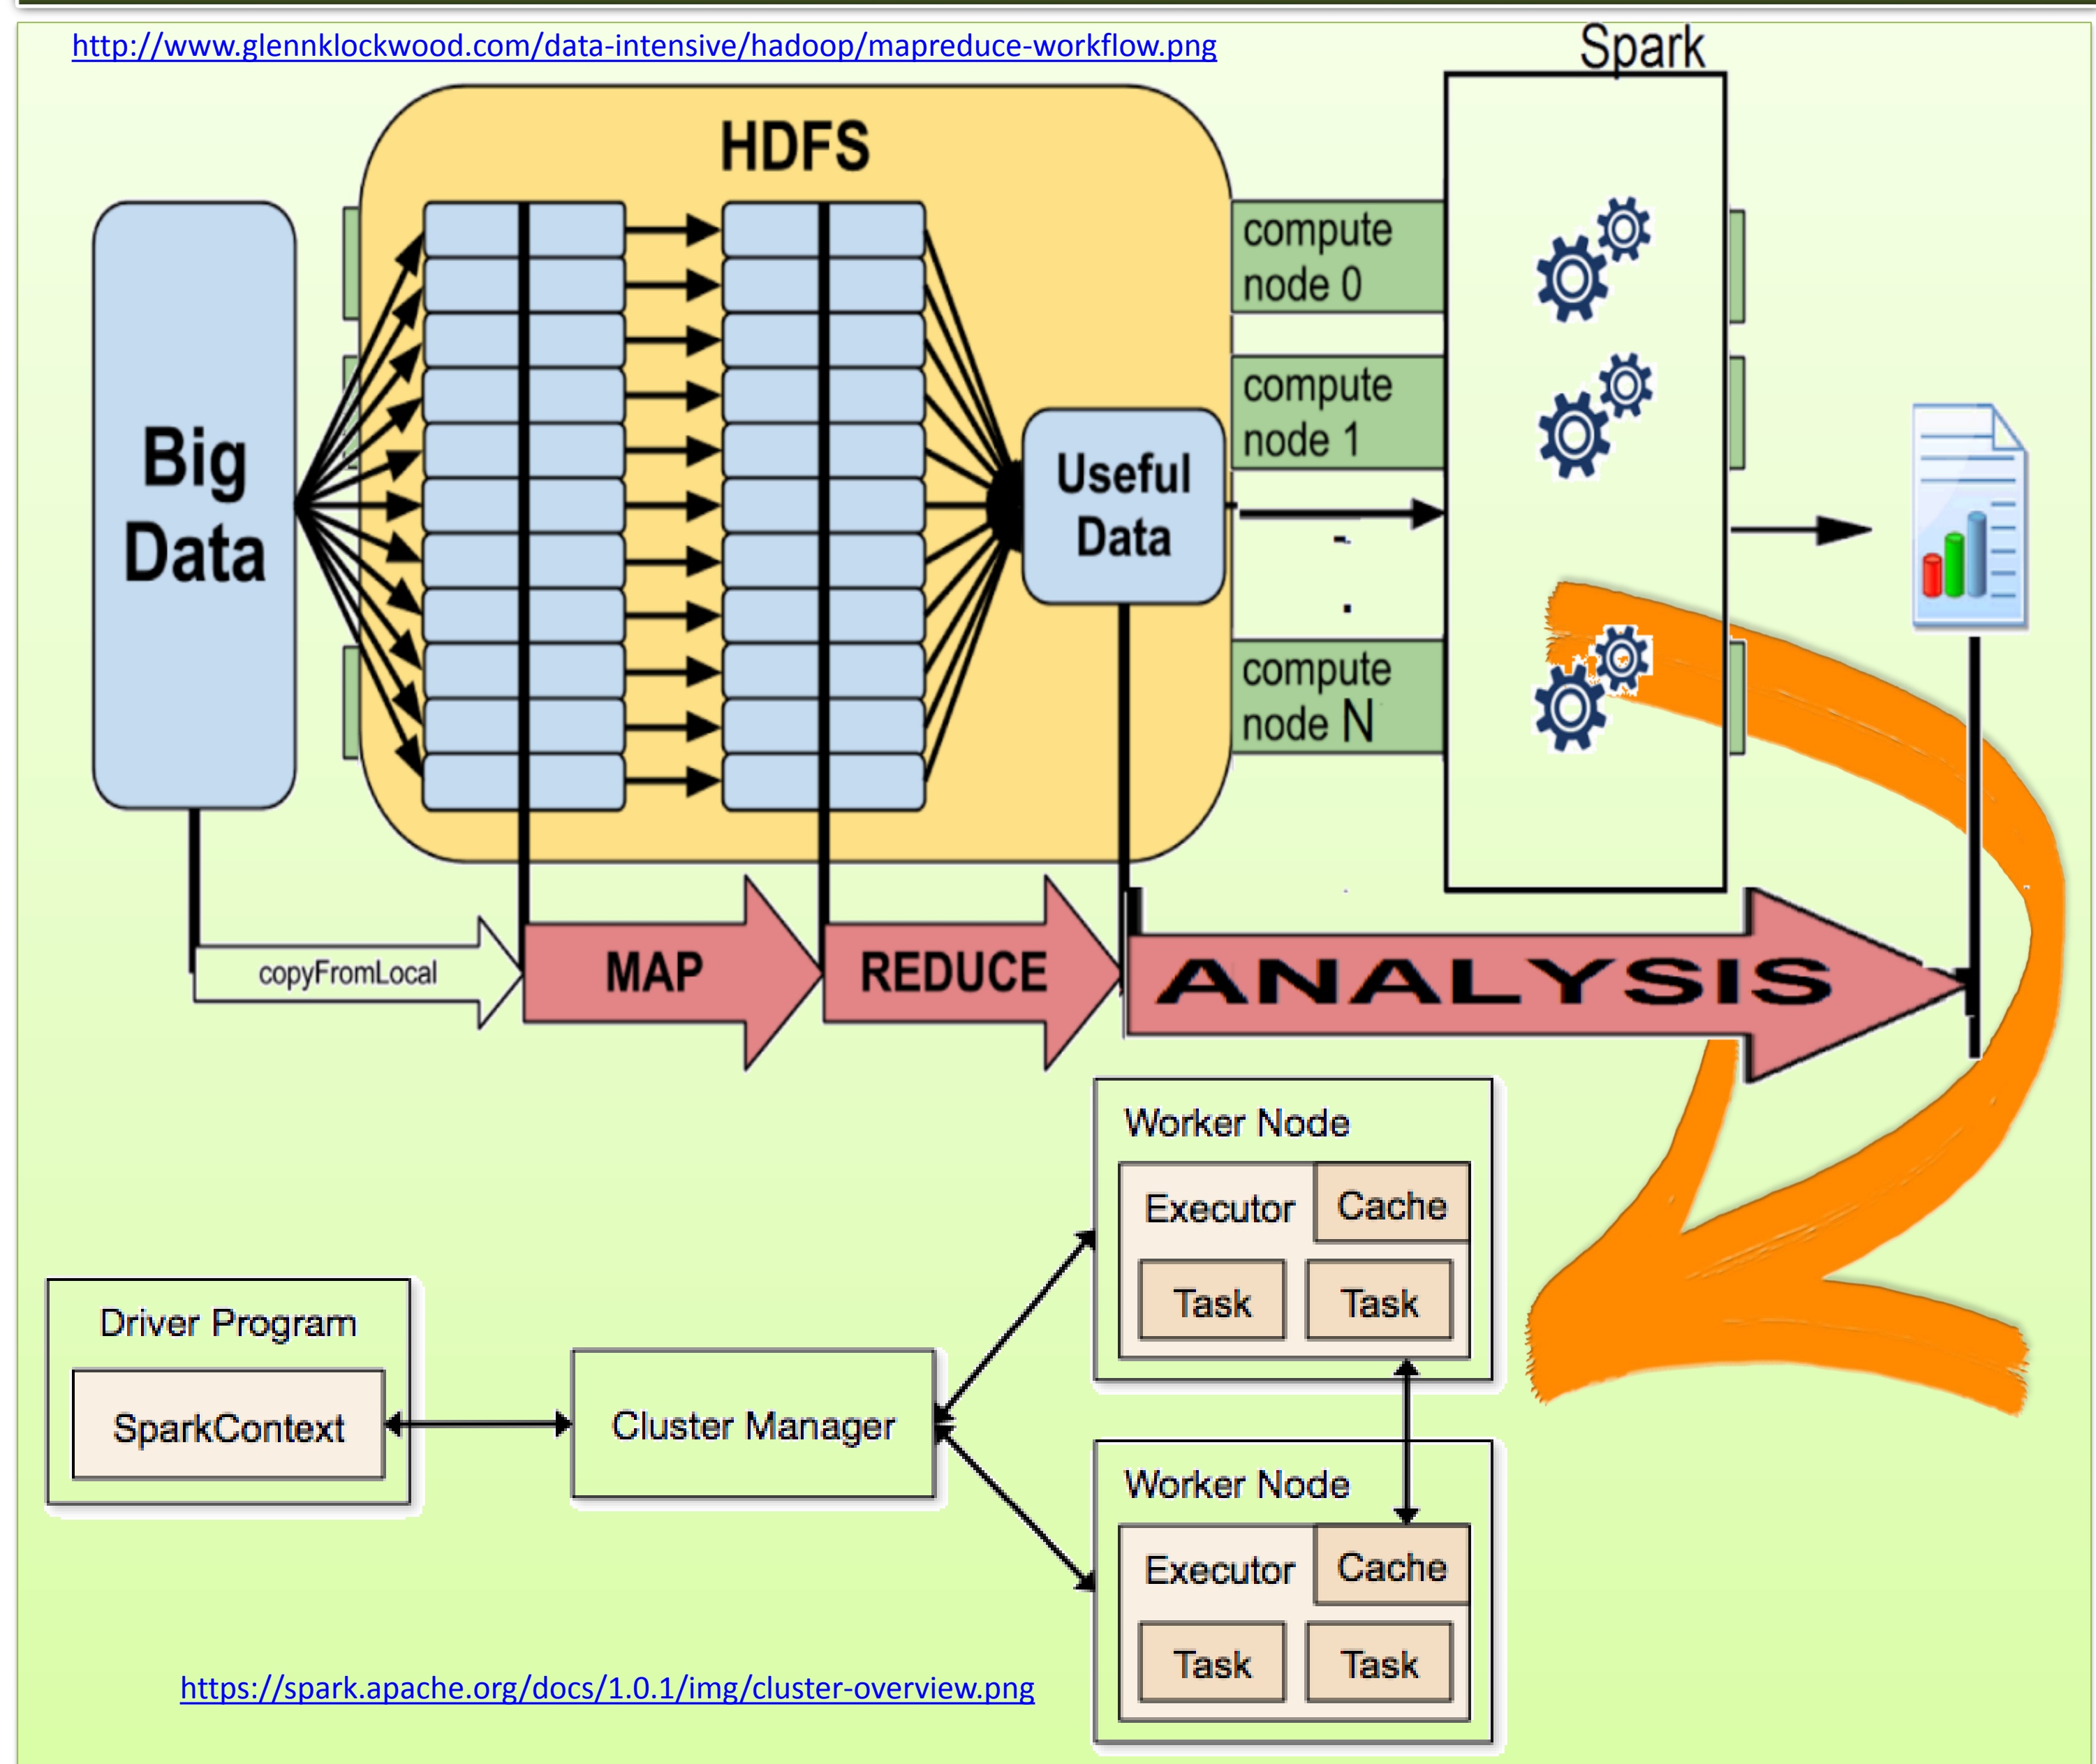 http://www.glennklockwood.com/data-intensive/hadoop/mapreduce-workflow.png
Spark
HDFS
Big
Data
Useful
Data
compute
node 0
compute
node 1
compute
node N
copyFromLocal
MAP
REDUCE
ANALYSIS
Driver Program
SparkContext
Cluster Manager
Worker Node
Executor
Cache
Task
Task
Worker Node
Executor
Cache
Task
Task
https://spark.apache.org/docs/1.0.1/img/cluster-overview.png